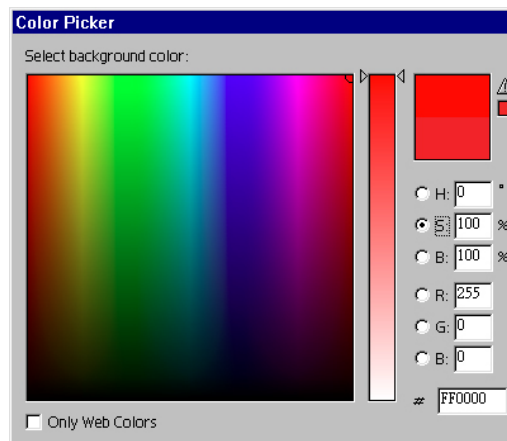 Color Picker
Select background color:
H: 0 °
S: 100 %
B: 100 %
R: 255
G: 0
B: 0
# FF0000
Only Web Colors